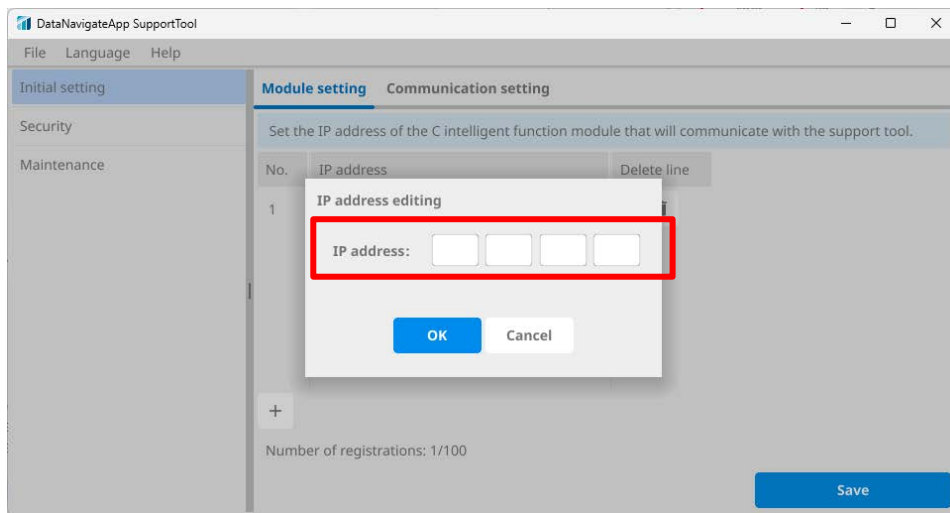 DataNavigateApp SupportTool
File Language Help
Initial setting
Module setting Communication setting
Security
Set the IP address of the C intelligent function module that will communicate with the support tool.
Maintenance
No. IP address Delete line
1
IP address editing
IP address:
OK Cancel
+
Number of registrations: 1/100
Save